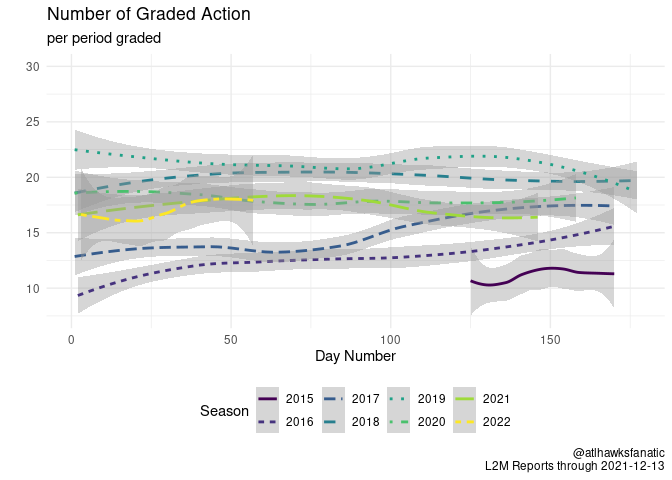 Number of Graded Action
per period graded
30
25
20
15
10
0 50 100 150
Day Number
Season 2015 2017 2019 2021
2016 2018 2020 2022
@atlhawksfanatic
L2M Reports through 2021-12-13